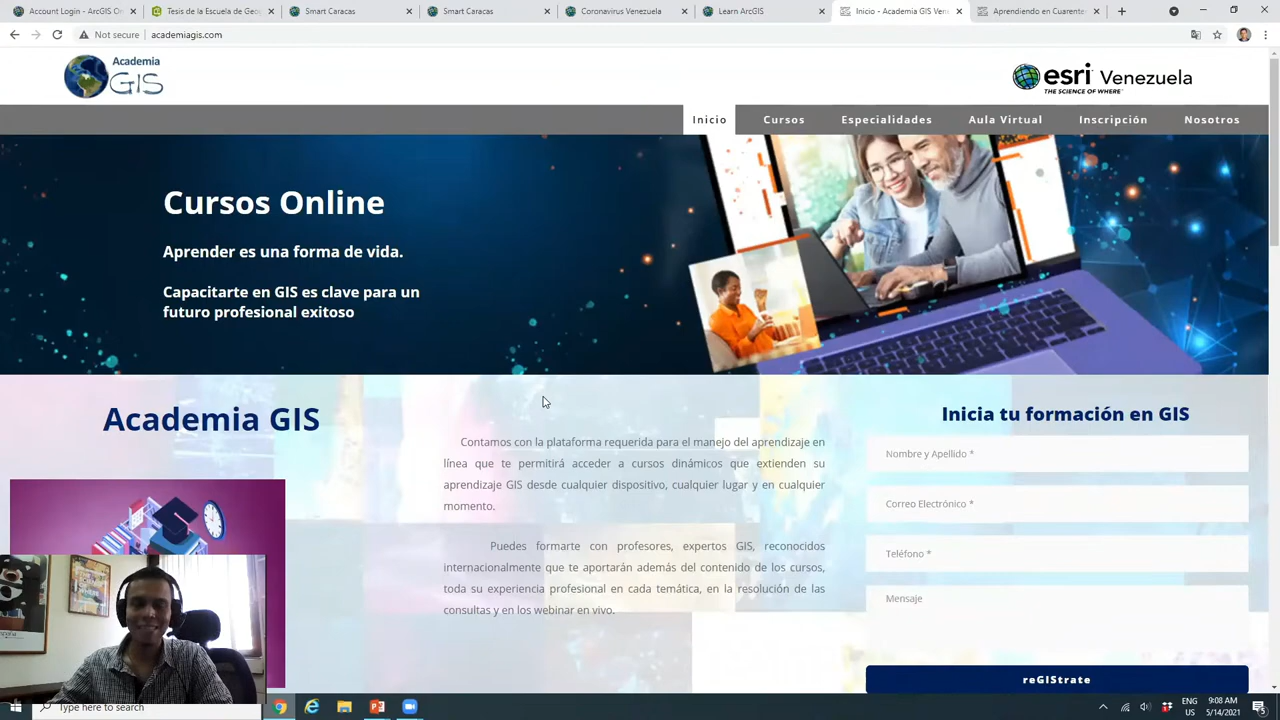 Account Login - ArcGIS O
Tesis de la Escuela de Geo
Smart Caracas
Smart Caracas
Coronavirus Venezuela
Learn ArcGIS
Inicio - Academia GIS Ven
Aprendiendo en Cuarente
Not secure
academiagis.com
Academia
GIS
esri Venezuela
THE SCIENCE OF WHERE™
Inicio
Cursos
Especialidades
Aula Virtual
Inscripción
Nosotros
Cursos Online
Aprender es una forma de vida.
Capacitarte en GIS es clave para un
futuro profesional exitoso
Academia GIS
Contamos con la plataforma requerida para el manejo del aprendizaje en
línea que te permitirá acceder a cursos dinámicos que extienden su
aprendizaje GIS desde cualquier dispositivo, cualquier lugar y en cualquier
momento.
Puedes formarte con profesores, expertos GIS, reconocidos
internacionalmente que te aportarán además del contenido de los cursos,
toda su experiencia profesional en cada temática, en la resolución de las
consultas y en los webinar en vivo.
Inicia tu formación en GIS
Nombre y Apellido *
Correo Electrónico *
Teléfono *
Mensaje
reGIStrate
Type here to search
ENG
US
9:08 AM
5/14/2021